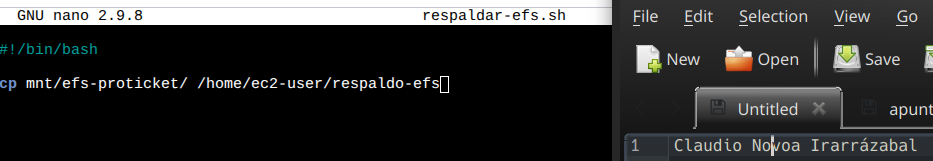 GNU nano 2.9.8 respaldar-efs.sh
#!/bin/bash
cp mnt/efs-proticket/ /home/ec2-user/respaldo-efs
File Edit Selection View Go
New Open Save
Untitled apunt
1 Claudio Novoa Irarrázabal